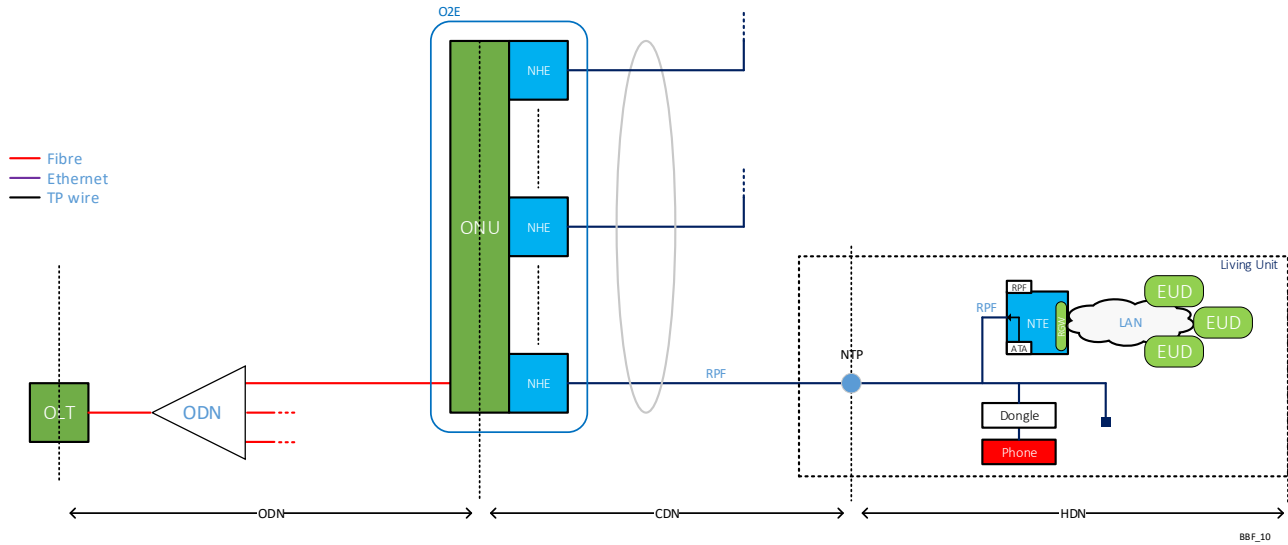 O2E
NHE
Fibre
Ethernet
TP wire
NHE
ONU
Living Unit
RPF
EUD
RPF
NTE
RGW
LAN
EUD
ATA
EUD
NTP
NHE
RPF
OLT
ODN
Dongle
Phone
ODN
CDN
HDN
BBF_10